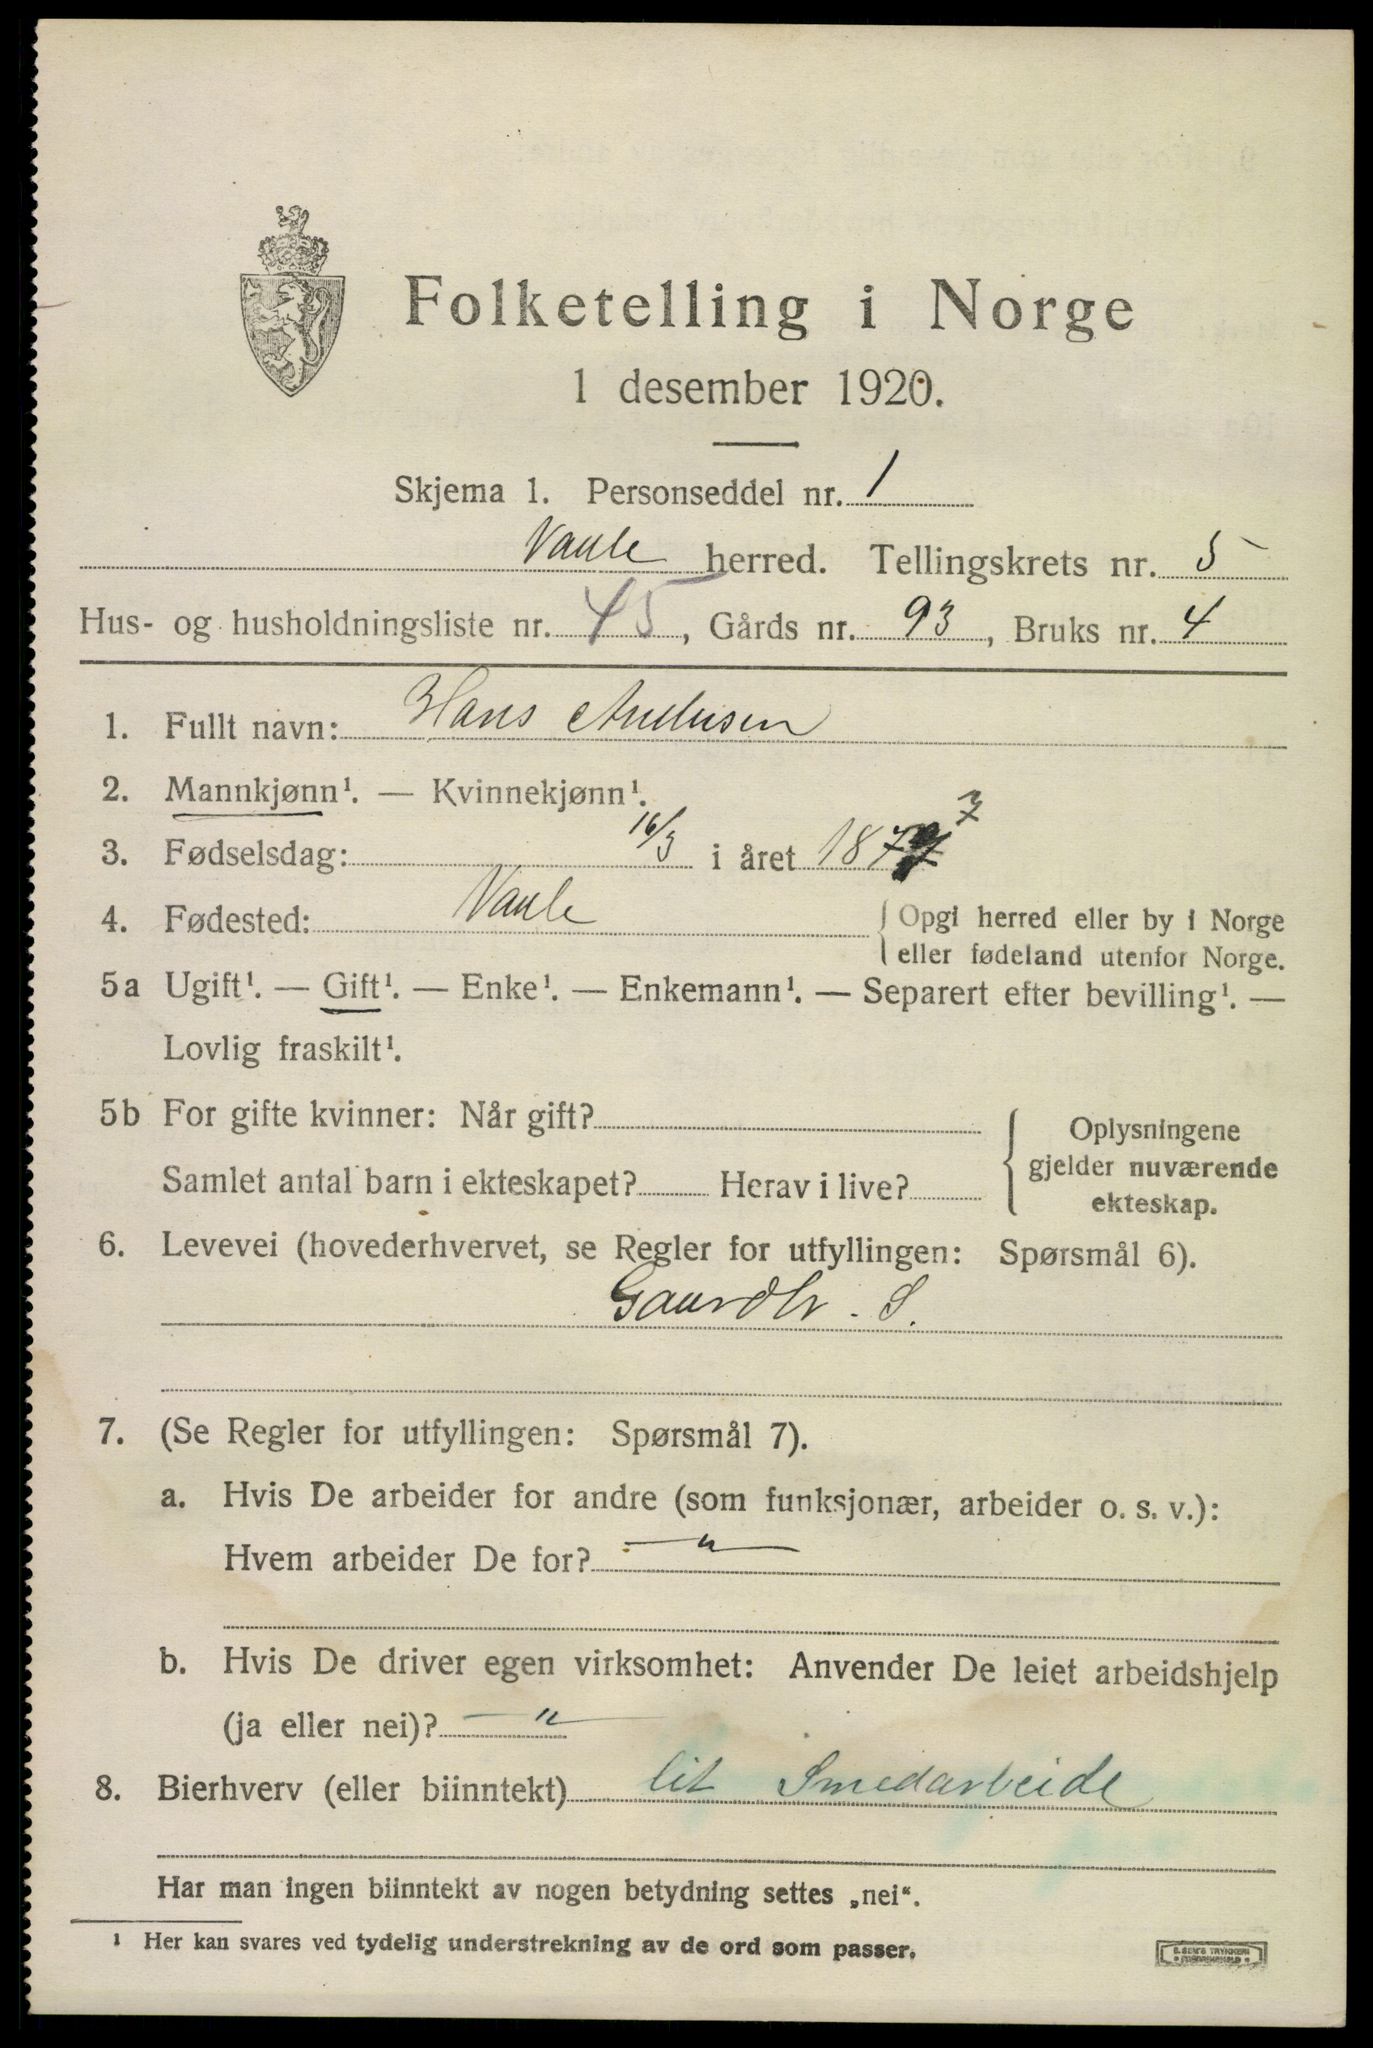 Folketelling i Norge
1 desember 1920.
Skjema 1. Personseddel nr. 1
Vaale herred. Tellingskrets nr. 5
Hus- og husholdningsliste nr. 45, Gårds nr. 93, Bruks nr. 4
1. Fullt navn: Hans Andersen
2. Mannkjønn¹. — Kvinnekjønn¹.
3. Fødselsdag: 16/3 i året 1877
4. Fødested: Vaale {Opgi herred eller by i Norge
eller fødeland utenfor Norge.
5a Ugift¹. — Gift¹. — Enke¹. — Enkemann¹. — Separert efter bevilling¹. —
Lovlig fraskilt¹.
5b For gifte kvinner: Når gift?
Samlet antal barn i ekteskapet? Herav i live?
Oplysningene
gjelder nuværende
ekteskap.
6. Levevei (hovederhvervet, se Regler for utfyllingen: Spørsmål 6).
Gaardbr. S.
7. (Se Regler for utfyllingen: Spørsmål 7).
a. Hvis De arbeider for andre (som funksjonær, arbeider o. s. v.):
Hvem arbeider De for? — " —
b. Hvis De driver egen virksomhet: Anvender De leiet arbeidshjelp
(ja eller nei)? — " —
8. Bierhverv (eller biinntekt) lit Smedarbeide
Har man ingen biinntekt av nogen betydning settes „nei“.
¹ Her kan svares ved tydelig understrekning av de ord som passer.